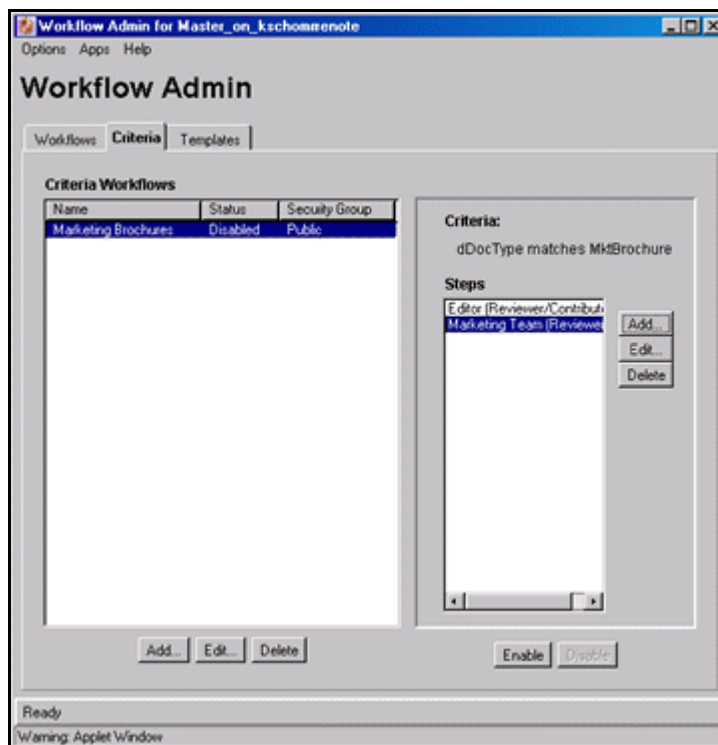 Workflow Admin for Master_on_kschommenote
Options Apps Help
Workflow Admin
Workflows Criteria Templates
Criteria Workflows
Name Status Security Group
Marketing Brochures Disabled Public
Criteria:
dDocType matches MktBrochure
Steps
Editor (Reviewer/Contribut
Marketing Team (Reviewer
Add...
Edit...
Delete
Add... Edit... Delete
Enable Disable
Ready
Warning: Applet Window